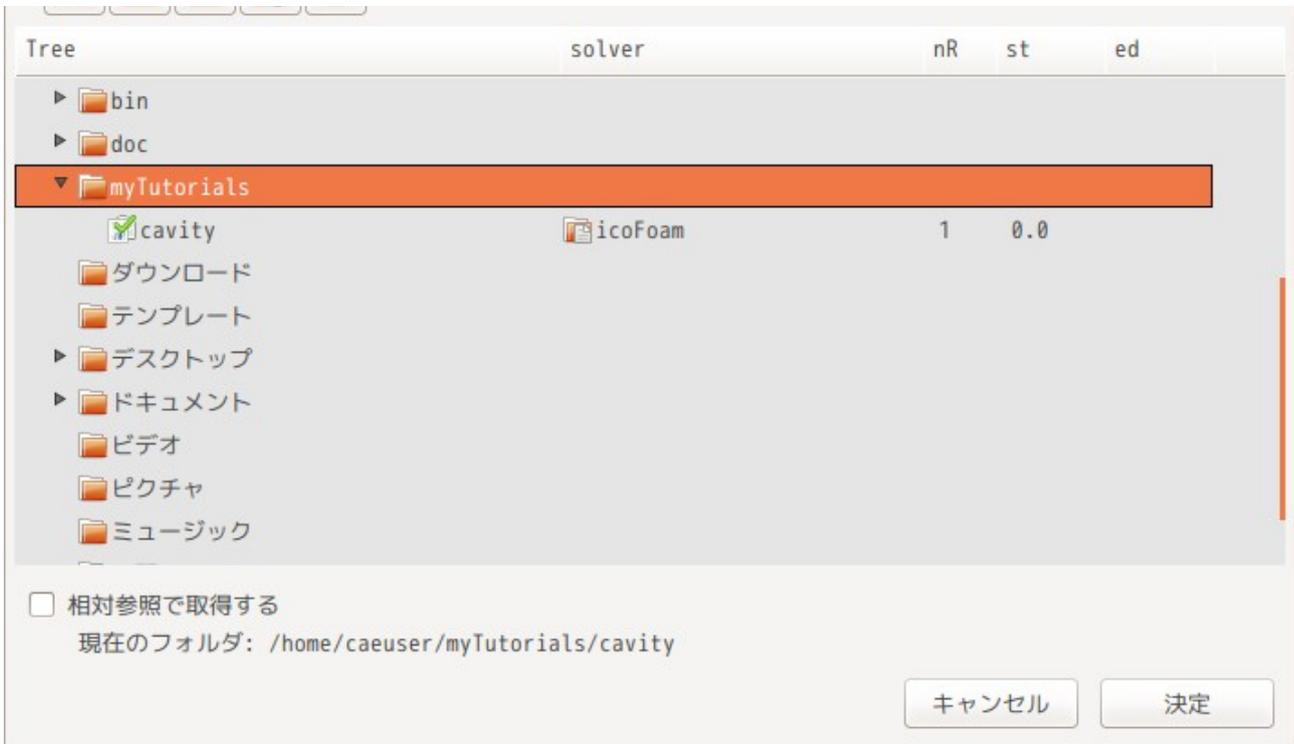 Tree solver nR st ed
bin
doc
myTutorials
cavity icoFoam 1 0.0
ダウンロード
テンプレート
デスクトップ
ドキュメント
ビデオ
ピクチャ
ミュージック
相対参照で取得する
現在のフォルダ: /home/caeuser/myTutorials/cavity
キャンセル 決定